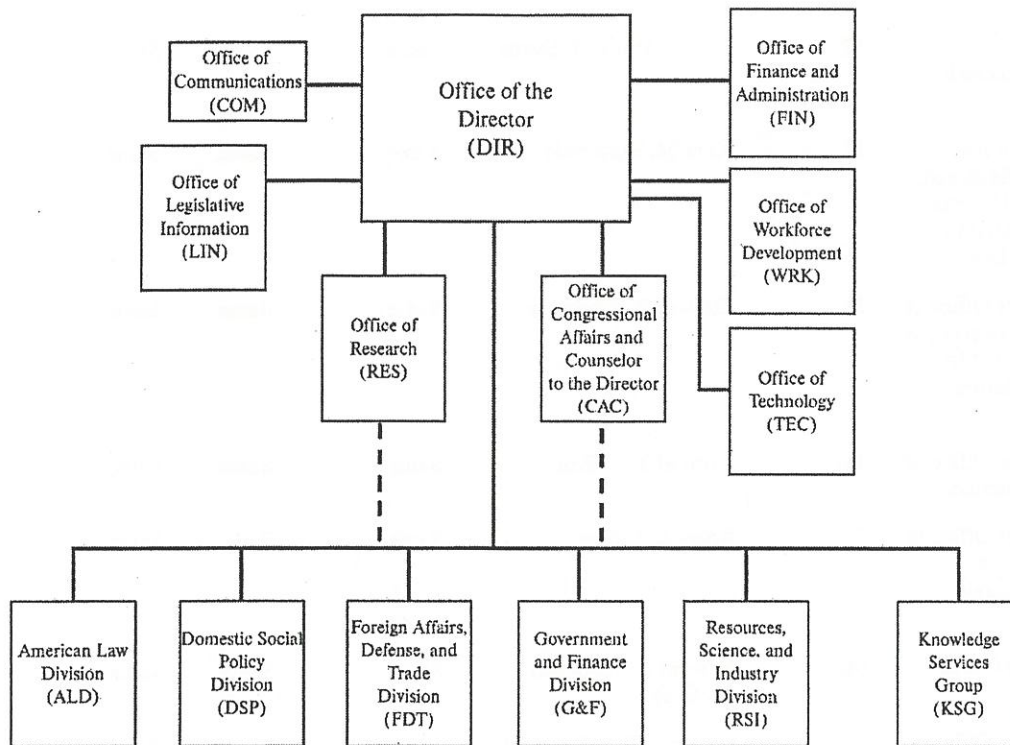 Office of
Communications
(COM)
Office of the
Director
(DIR)
Office of
Finance and
Administration
(FIN)
Office of
Legislative
Information
(LIN)
Office of
Workforce
Development
(WRK)
Office of
Research
(RES)
Office of
Congressional
Affairs and
Counselor
to the Director
(CAC)
Office of
Technology
(TEC)
American Law
Division
(ALD)
Domestic Social
Policy
Division
(DSP)
Foreign Affairs,
Defense, and
Trade
Division
(FDT)
Government
and Finance
Division
(G&F)
Resources,
Science, and
Industry
Division
(RSI)
Knowledge
Services
Group
(KSG)